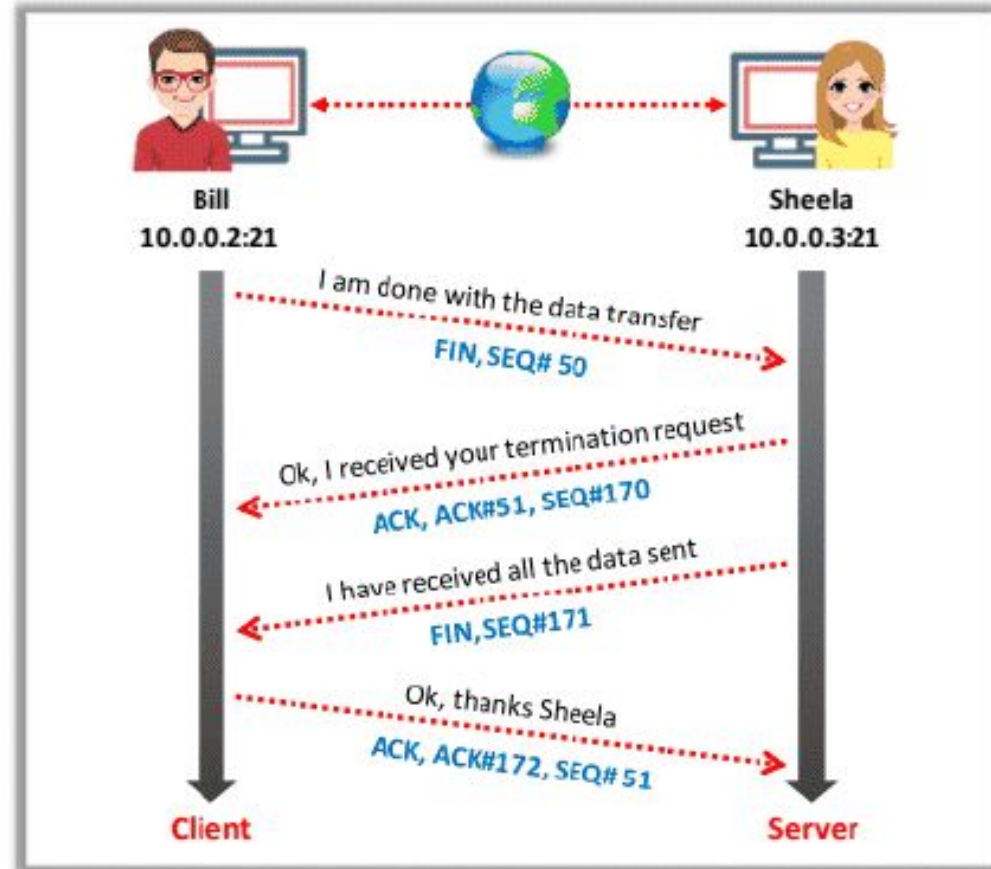 Bill
10.0.0.2:21
Sheela
10.0.0.3:21
I am done with the data transfer
FIN, SEQ# 50
Ok, I received your termination request
ACK, ACK#51, SEQ#170
I have received all the data sent
FIN, SEQ#171
Ok, thanks Sheela
ACK, ACK#172, SEQ# 51
Client
Server